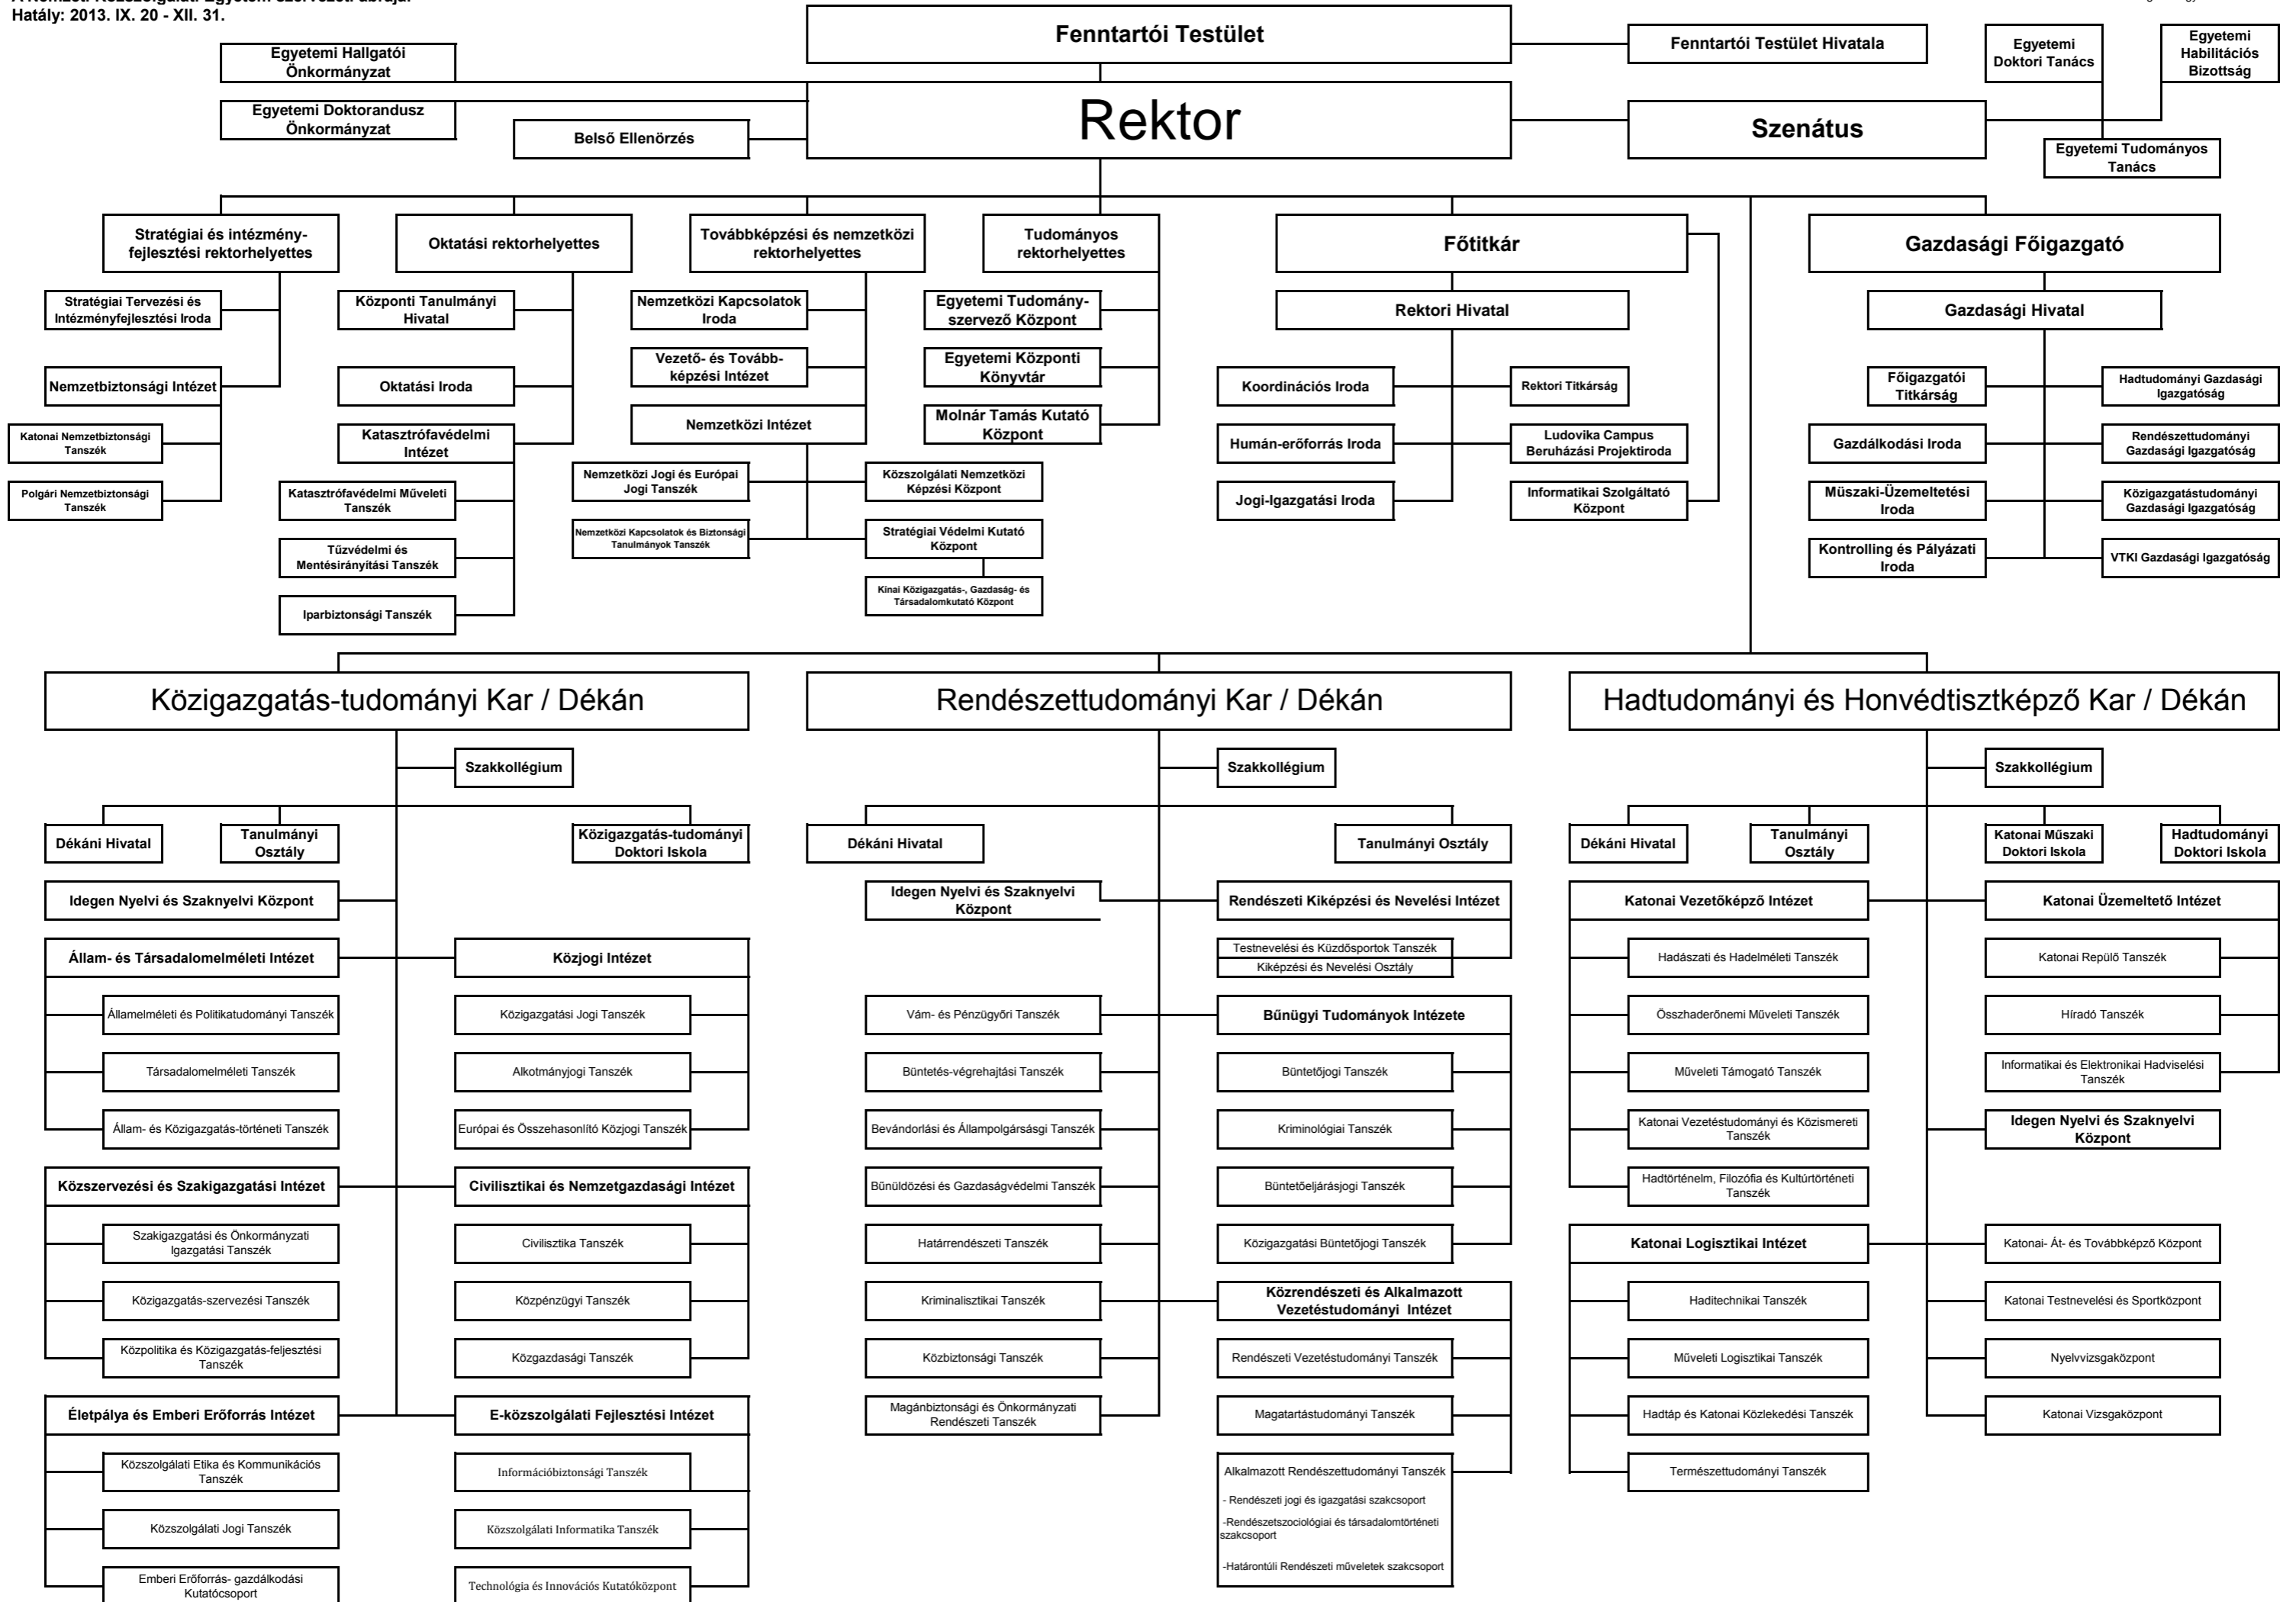 Hatály: 2013. IX. 20 - XII. 31.
Fenntartói Testület
Fenntartói Testület Hivatala
Egyetemi
Doktori Tanács
Egyetemi
Habilitációs
Bizottság
Egyetemi Hallgatói
Önkormányzat
Egyetemi Doktorandusz
Önkormányzat
Belső Ellenörzés
Rektor
Szenátus
Egyetemi Tudományos
Tanács
Stratégiai és intézmény-
fejlesztési rektorhelyettes
Oktatási rektorhelyettes
Továbbképzési és nemzetközi
rektorhelyettes
Tudományos
rektorhelyettes
Főtitkár
Gazdasági Főigazgató
Stratégiai Tervezési és
Intézményfejlesztési Iroda
Nemzetbiztonsági Intézet
Katonai Nemzetbiztonsági
Tanszék
Polgári Nemzetbiztonsági
Tanszék
Központi Tanulmányi
Hivatal
Oktatási Iroda
Katasztrófavédelmi
Intézet
Katasztrófavédelmi Műveleti
Tanszék
Tűzvédelmi és
Mentésirányítási Tanszék
Iparbiztonsági Tanszék
Nemzetközi Kapcsolatok
Iroda
Vezető- és Tovább-
képzési Intézet
Nemzetközi Intézet
Nemzetközi Jogi és Európai
Jogi Tanszék
Közszolgálati Nemzetközi
Képzési Központ
Nemzetközi Kapcsolatok és Biztonsági
Tanulmányok Tanszék
Stratégiai Védelmi Kutató
Központ
Kinai Közigazgatás-, Gazdaság- és
Társadalomkutató Központ
Egyetemi Tudomány-
szervező Központ
Egyetemi Központi
Könyvtár
Molnár Tamás Kutató
Központ
Rektori Hivatal
Koordinációs Iroda
Rektori Titkárság
Humán-erőforrás Iroda
Ludovika Campus
Beruházási Projektiroda
Jogi-Igazgatási Iroda
Informatikai Szolgáltató
Központ
Gazdasági Hivatal
Főigazgatói
Titkárság
Hadtudományi Gazdasági
Igazgatóság
Gazdálkodási Iroda
Rendészettudományi
Gazdasági Igazgatóság
Müszaki-Üzemeltetési
Iroda
Közigazgatástudományi
Gazdasági Igazgatóság
Kontrolling és Pályázati
Iroda
VTKI Gazdasági Igazgatóság
Közigazgatás-tudományi Kar / Dékán
Szakkollégium
Dékáni Hivatal
Tanulmányi
Osztály
Közigazgatás-tudományi
Doktori Iskola
Idegen Nyelvi és Szaknyelvi Központ
Állam- és Társadalomelméleti Intézet
Közjogi Intézet
Államelméleti és Politikatudományi Tanszék
Közigazgatási Jogi Tanszék
Társadalomelméleti Tanszék
Alkotmányjogi Tanszék
Állam- és Közigazgatás-történeti Tanszék
Európai és Összehasonlító Közjogi Tanszék
Közszervezési és Szakigazgatási Intézet
Civilisztikai és Nemzetgazdasági Intézet
Szakigazgatási és Önkormányzati
Igazgatási Tanszék
Civilisztika Tanszék
Közigazgatás-szervezési Tanszék
Közpénzügyi Tanszék
Közpolitika és Közigazgatás-feljesztési
Tanszék
Közgazdasági Tanszék
Életpálya és Emberi Erőforrás Intézet
E-közszolgálati Fejlesztési Intézet
Közszolgálati Etika és Kommunikációs
Tanszék
Információbiztonsági Tanszék
Közszolgálati Jogi Tanszék
Közszolgálati Informatika Tanszék
Emberi Erőforrás- gazdálkodási
Kutatócsoport
Technológia és Innovációs Kutatóközpont
Rendészettudományi Kar / Dékán
Szakkollégium
Dékáni Hivatal
Tanulmányi Osztály
Idegen Nyelvi és Szaknyelvi
Központ
Rendészeti Kiképzési és Nevelési Intézet
Testnevelési és Küzdősportok Tanszék
Kiképzési és Nevelési Osztály
Vám- és Pénzügyőri Tanszék
Bűnügyi Tudományok Intézete
Büntetés-végrehajtási Tanszék
Büntetőjogi Tanszék
Bevándorlási és Állampolgárságsi Tanszék
Kriminológiai Tanszék
Bűnüldözési és Gazdaságvédelmi Tanszék
Büntetőeljárásjogi Tanszék
Határrendészeti Tanszék
Közigazgatási Büntetőjogi Tanszék
Kriminalisztikai Tanszék
Közrendészeti és Alkalmazott
Vezetéstudományi Intézet
Közbiztonsági Tanszék
Rendészeti Vezetéstudományi Tanszék
Magánbiztonsági és Önkormányzati
Rendészeti Tanszék
Magatartástudományi Tanszék
Alkalmazott Rendészettudományi Tanszék
- Rendészeti jogi és igazgatási szakcsoport
-Rendészetszociológiai és társadalomtörténeti
szakcsoport
-Határontúli Rendészeti műveletek szakcsoport
Hadtudományi és Honvédtisztképző Kar / Dékán
Szakkollégium
Dékáni Hivatal
Tanulmányi
Osztály
Katonai Műszaki
Doktori Iskola
Hadtudományi
Doktori Iskola
Katonai Vezetőképző Intézet
Katonai Üzemeltető Intézet
Hadászati és Hadelméleti Tanszék
Katonai Repülő Tanszék
Összhaderőnemi Műveleti Tanszék
Híradó Tanszék
Műveleti Támogató Tanszék
Informatikai és Elektronikai Hadviselési
Tanszék
Katonai Vezetéstudományi és Közismereti
Tanszék
Idegen Nyelvi és Szaknyelvi
Központ
Hadtörténelm, Filozófia és Kultúrtörténeti
Tanszék
Katonai Logisztikai Intézet
Katonai- Át- és Továbbképző Központ
Haditechnikai Tanszék
Katonai Testnevelési és Sportközpont
Műveleti Logisztikai Tanszék
Nyelvvizsgaközpont
Hadtáp és Katonai Közlekedési Tanszék
Katonai Vizsgaközpont
Természettudományi Tanszék